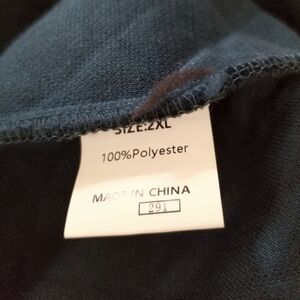 SIZE:2XL
100%Polyester
MADE IN CHINA
291